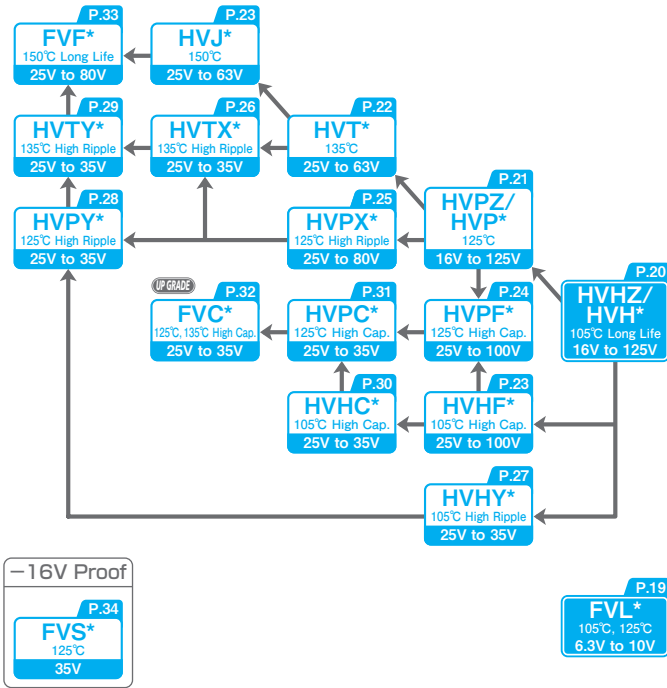 P.33
FVF*
150℃ Long Life
25V to 80V
P.23
HVJ*
150℃
25V to 63V
P.29
HVTY*
135℃ High Ripple
25V to 35V
P.26
HVTX*
135℃ High Ripple
25V to 35V
P.22
HVT*
135℃
25V to 63V
P.28
HVPY*
125℃ High Ripple
25V to 35V
P.25
HVPX*
125℃ High Ripple
25V to 80V
P.21
HVPZ/
HVP*
125℃
16V to 125V
P.20
HVHZ/
HVH*
105℃ Long Life
16V to 125V
UP GRADE
P.32
FVC*
125℃, 135℃ High Cap.
25V to 35V
P.31
HVPC*
125℃ High Cap.
25V to 35V
P.24
HVPF*
125℃ High Cap.
25V to 100V
P.30
HVHC*
105℃ High Cap.
25V to 35V
P.23
HVHF*
105℃ High Cap.
25V to 100V
P.27
HVHY*
105℃ High Ripple
25V to 35V
−16V Proof
P.34
FVS*
125℃
35V
P.19
FVL*
105℃, 125℃
6.3V to 10V